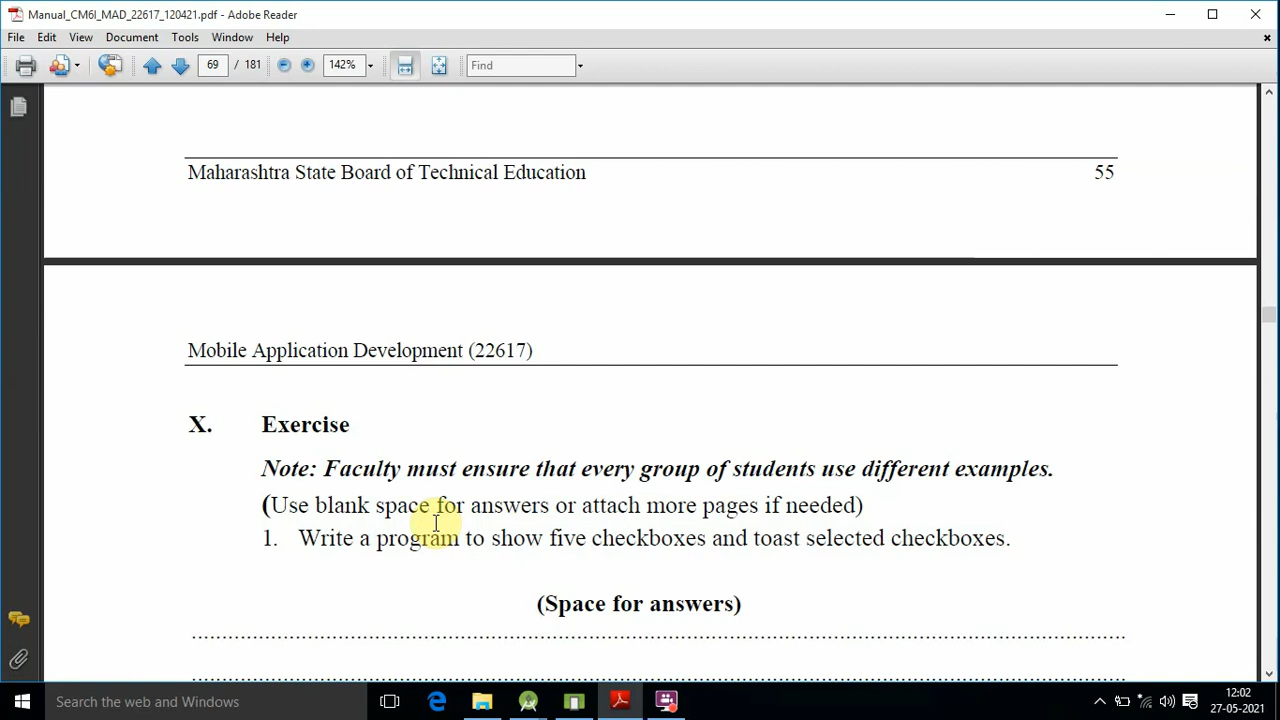 Manual_CM6I_MAD_22617_120421.pdf - Adobe Reader
File Edit View Document Tools Window Help
69 / 181 142% Find
Maharashtra State Board of Technical Education 55
Mobile Application Development (22617)
X. Exercise
Note: Faculty must ensure that every group of students use different examples.
(Use blank space for answers or attach more pages if needed)
1. Write a program to show five checkboxes and toast selected checkboxes.
(Space for answers)
Search the web and Windows
12:02
27-05-2021